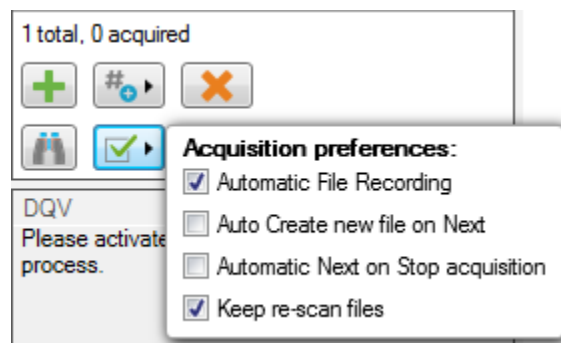 1 total, 0 acquired
#
Acquisition preferences:
Automatic File Recording
Auto Create new file on Next
Automatic Next on Stop acquisition
Keep re-scan files
DQV
Please activate
process.